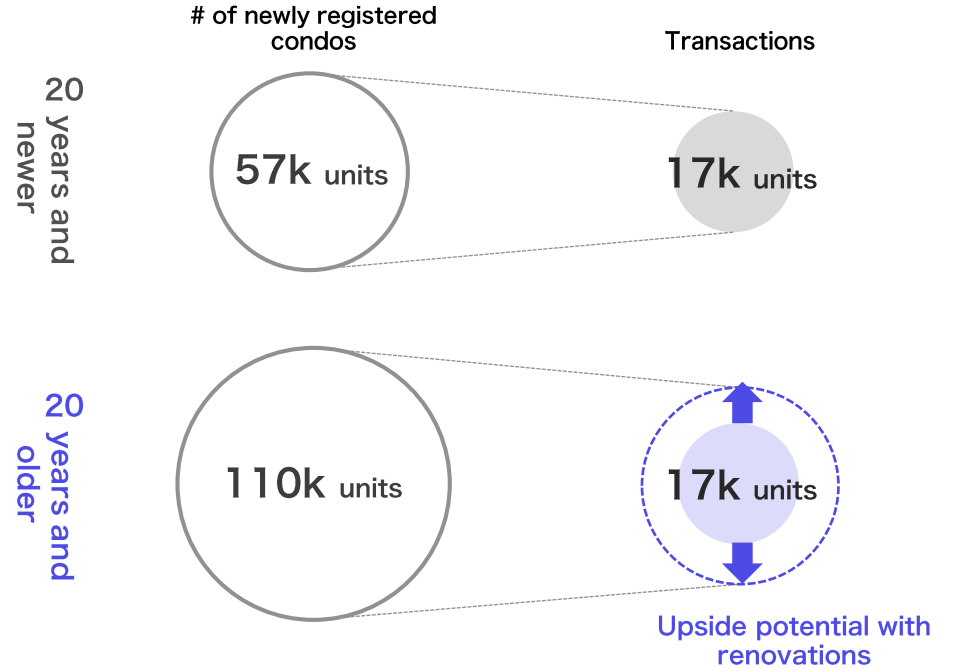 # of newly registered
condos
Transactions
20
years and
newer
57k units
17k units
20
years and
older
110k units
17k units
Upside potential with
renovations